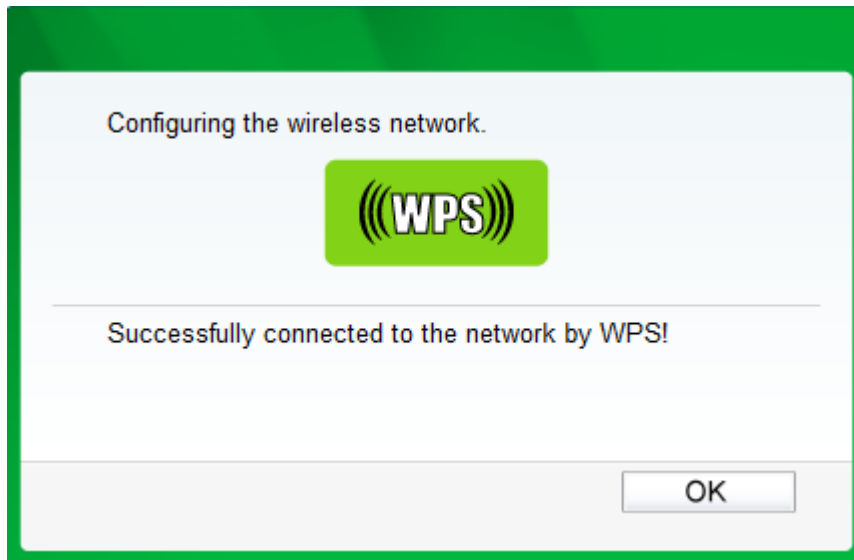 Configuring the wireless network.
(((WPS)))
Successfully connected to the network by WPS!
OK